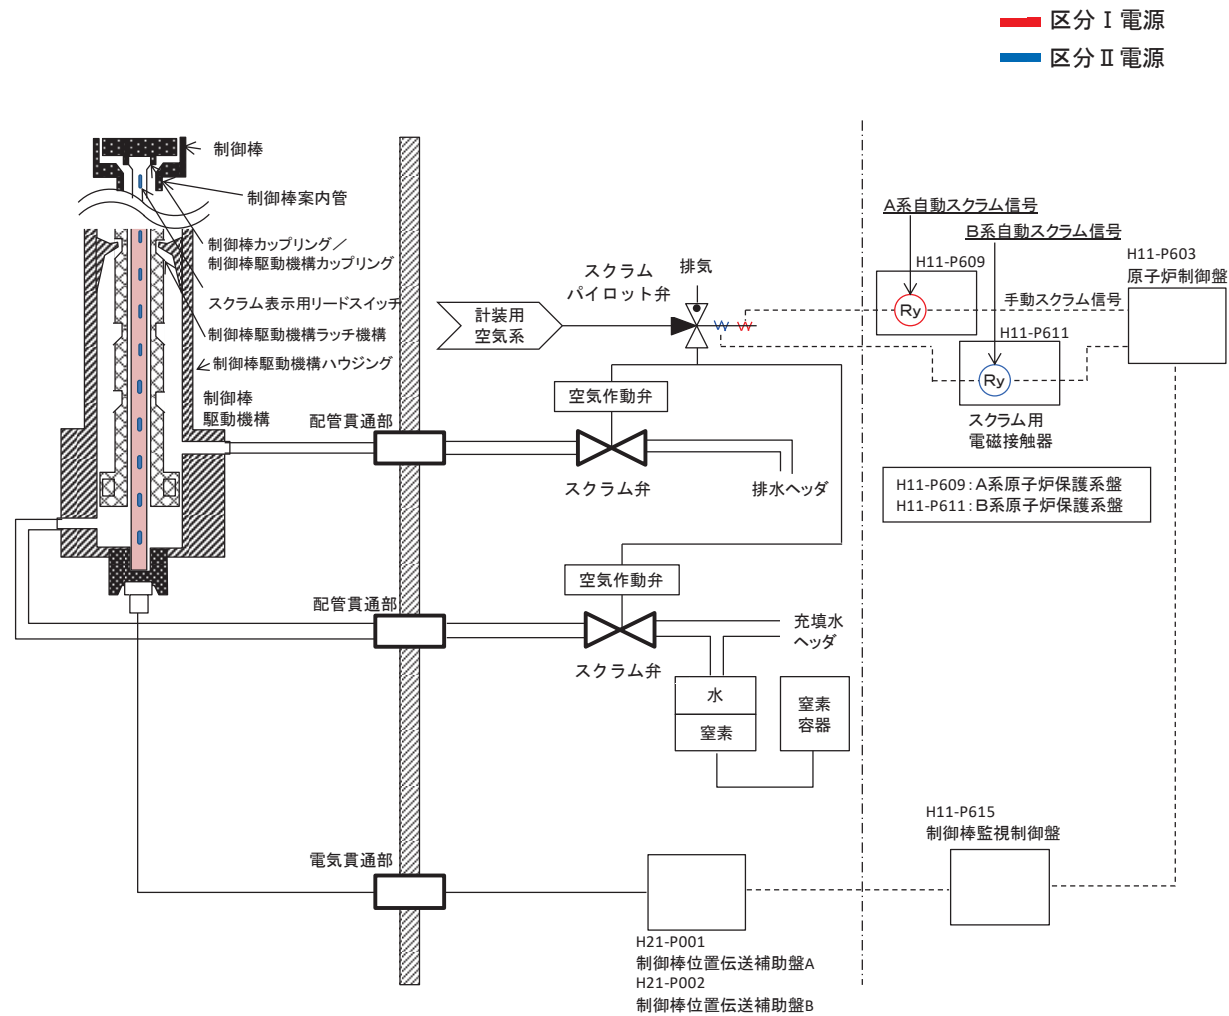 区分Ⅰ電源
区分Ⅱ電源
制御棒
制御棒案内管
制御棒カップリング／
制御棒駆動機構カップリング
スクラム表示用リードスイッチ
制御棒駆動機構ラッチ機構
制御棒駆動機構ハウジング
制御棒
駆動機構
配管貫通部
計装用
空気系
スクラム
パイロット弁
排気
空気作動弁
スクラム弁
排水ヘッダ
A系自動スクラム信号
B系自動スクラム信号
H11-P609
Ry
手動スクラム信号
H11-P603
原子炉制御盤
H11-P611
Ry
スクラム用
電磁接触器
H11-P609：A系原子炉保護系盤
H11-P611：B系原子炉保護系盤
配管貫通部
空気作動弁
スクラム弁
充填水
ヘッダ
水
窒素
窒素
容器
電気貫通部
H21-P001
制御棒位置伝送補助盤A
H21-P002
制御棒位置伝送補助盤B
H11-P615
制御棒監視制御盤